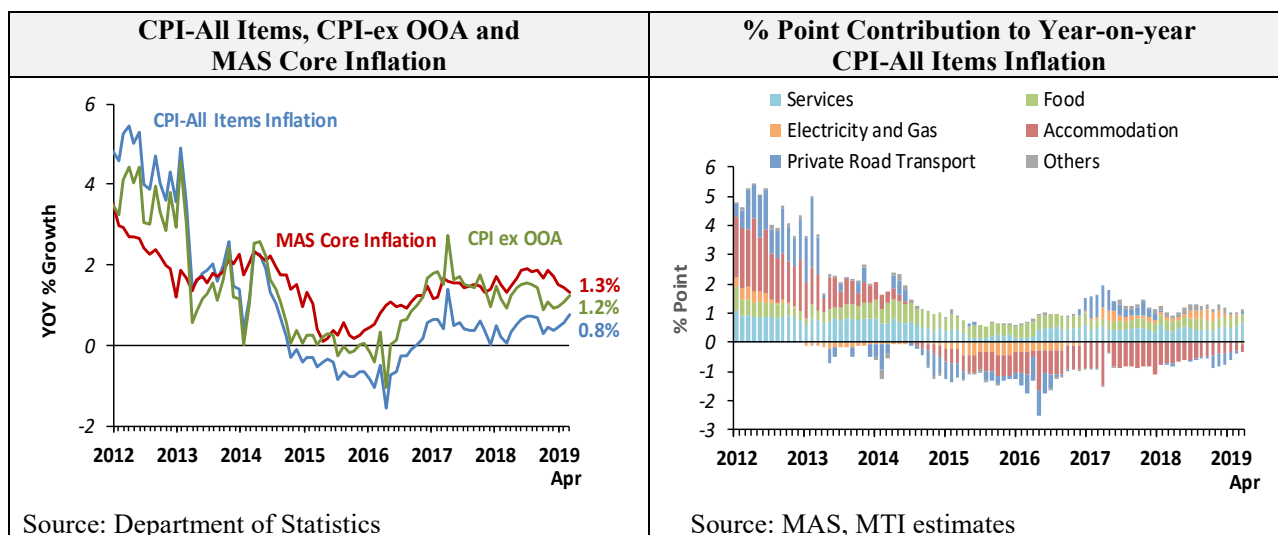 CPI-All Items, CPI-ex OOA and
MAS Core Inflation
YOY % Growth
6
4
2
0
-2
CPI-All Items Inflation
MAS Core Inflation
CPI ex OOA
1.3%
1.2%
0.8%
2012 2013 2014 2015 2016 2017 2018 2019
Apr
Source: Department of Statistics
% Point Contribution to Year-on-year
CPI-All Items Inflation
Services
Food
Electricity and Gas
Accommodation
Private Road Transport
Others
% Point
6
5
4
3
2
1
0
-1
-2
-3
2012 2013 2014 2015 2016 2017 2018 2019
Apr
Source: MAS, MTI estimates